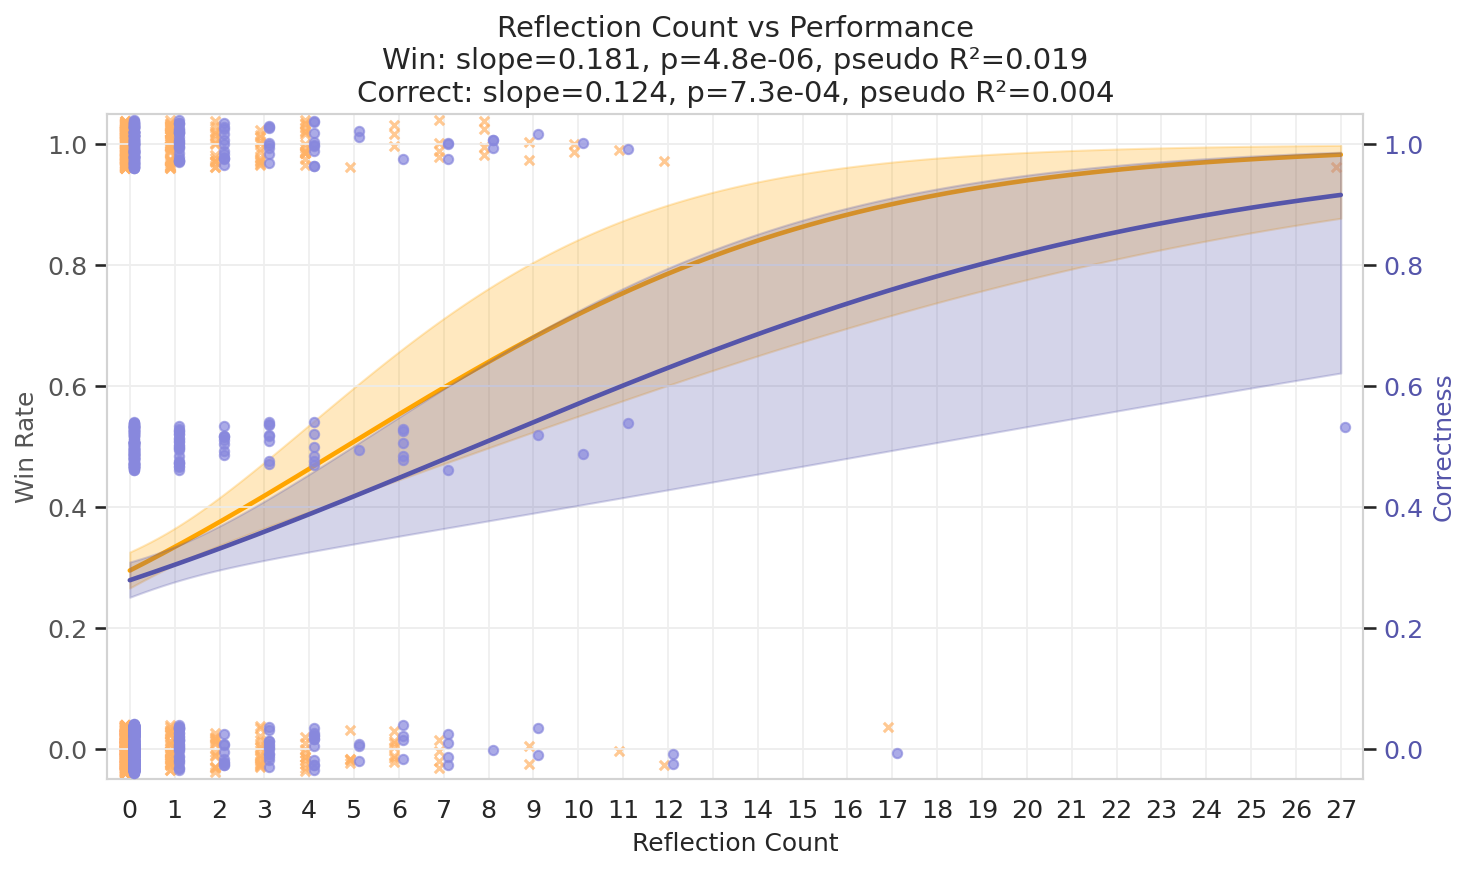 Reflection Count vs Performance
Win: slope=0.181, p=4.8e-06, pseudo R²=0.019
Correct: slope=0.124, p=7.3e-04, pseudo R²=0.004
1.0
0.8
0.6
0.4
0.2
0.0
Win Rate
1.0
0.8
0.6
0.4
0.2
0.0
Correctness
0 1 2 3 4 5 6 7 8 9 10 11 12 13 14 15 16 17 18 19 20 21 22 23 24 25 26 27
Reflection Count